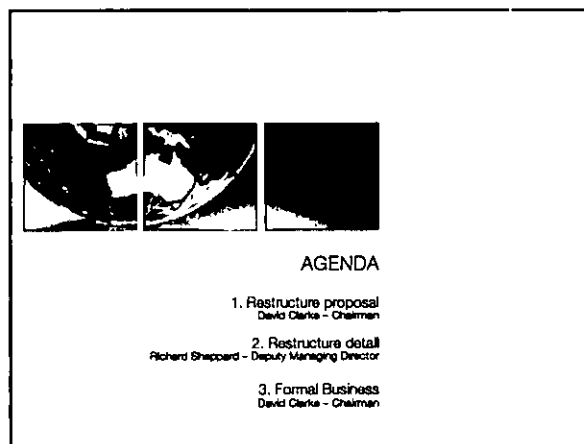 AGENDA
1. Restructure proposal
David Clarke – Chairman
2. Restructure detail
Richard Sheppard – Deputy Managing Director
3. Formal Business
David Clarke – Chairman